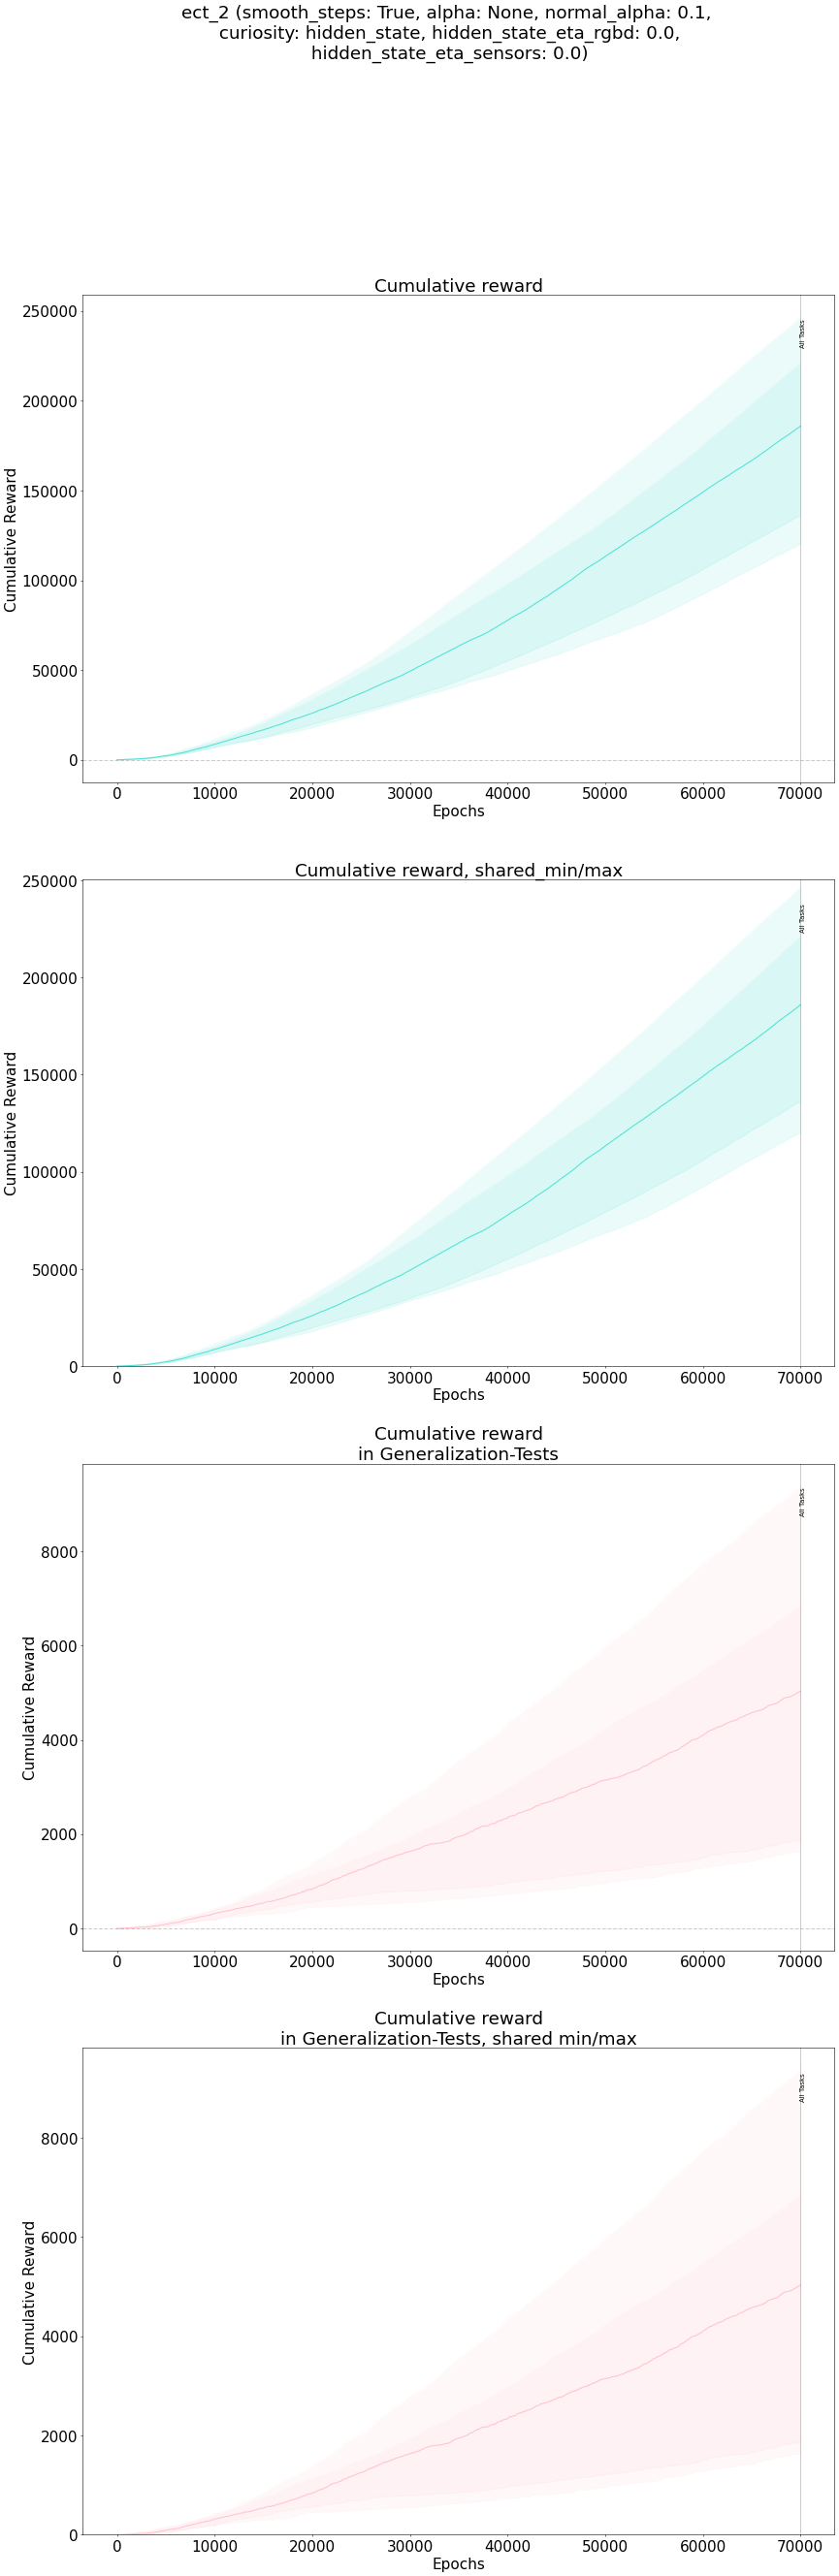 ect_2 (smooth_steps: True, alpha: None, normal_alpha: 0.1,
curiosity: hidden_state, hidden_state_eta_rgbd: 0.0,
hidden_state_eta_sensors: 0.0)
Cumulative reward
250000
200000
150000
100000
50000
0
Cumulative Reward
All Tasks
0 10000 20000 30000 40000 50000 60000 70000
Epochs
Cumulative reward, shared_min/max
250000
200000
150000
100000
50000
0
Cumulative Reward
All Tasks
0 10000 20000 30000 40000 50000 60000 70000
Epochs
Cumulative reward
in Generalization-Tests
8000
6000
4000
2000
0
Cumulative Reward
All Tasks
0 10000 20000 30000 40000 50000 60000 70000
Epochs
Cumulative reward
in Generalization-Tests, shared min/max
8000
6000
4000
2000
0
Cumulative Reward
All Tasks
0 10000 20000 30000 40000 50000 60000 70000
Epochs